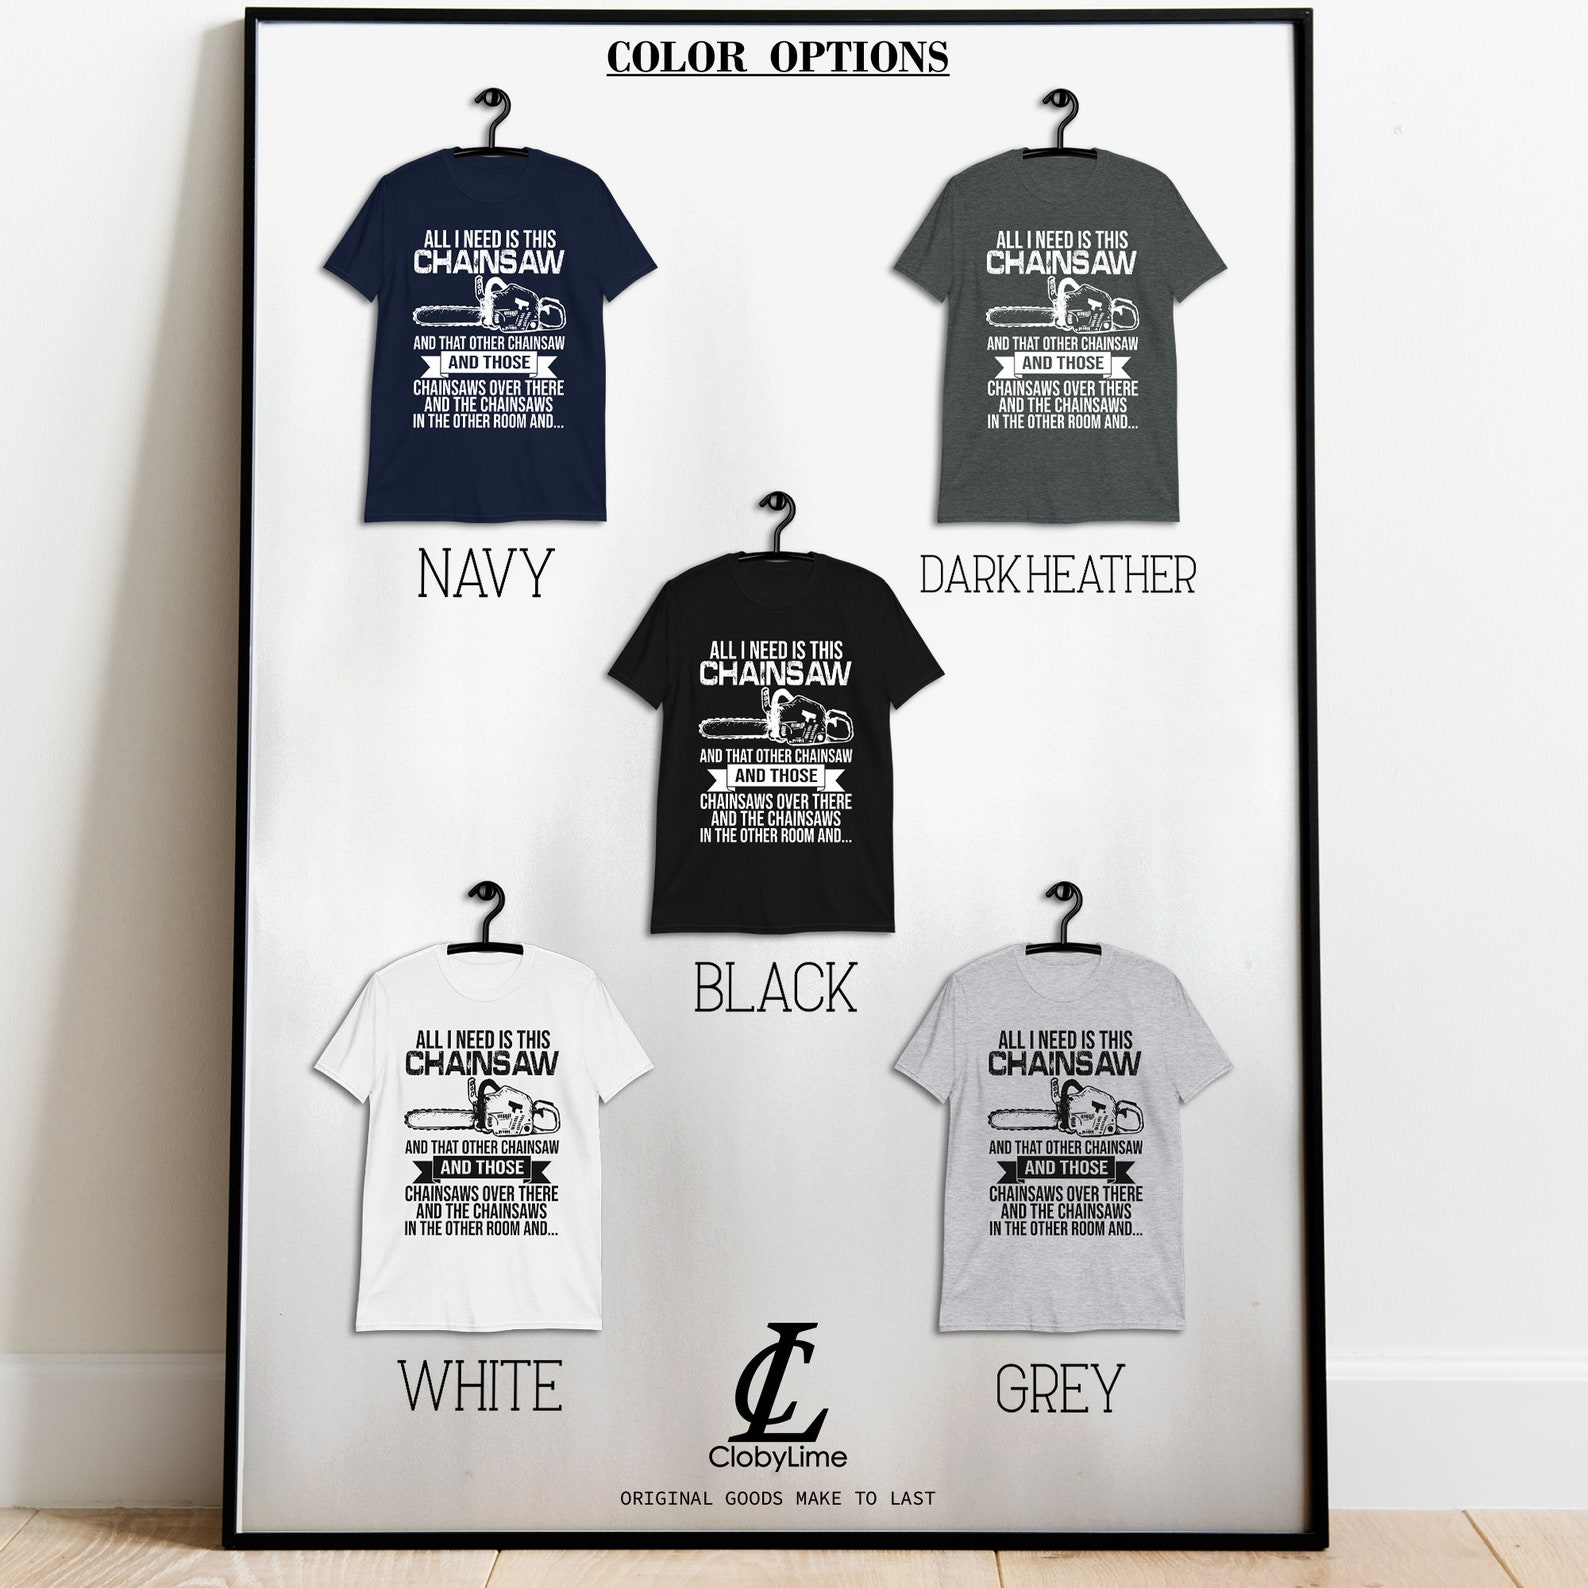 COLOR OPTIONS
ALL I NEED IS THIS
CHAINSAW
AND THAT OTHER CHAINSAW
AND THOSE
CHAINSAWS OVER THERE
AND THE CHAINSAWS
IN THE OTHER ROOM AND...
NAVY
ALL I NEED IS THIS
CHAINSAW
AND THAT OTHER CHAINSAW
AND THOSE
CHAINSAWS OVER THERE
AND THE CHAINSAWS
IN THE OTHER ROOM AND...
DARK HEATHER
ALL I NEED IS THIS
CHAINSAW
AND THAT OTHER CHAINSAW
AND THOSE
CHAINSAWS OVER THERE
AND THE CHAINSAWS
IN THE OTHER ROOM AND...
BLACK
ALL I NEED IS THIS
CHAINSAW
AND THAT OTHER CHAINSAW
AND THOSE
CHAINSAWS OVER THERE
AND THE CHAINSAWS
IN THE OTHER ROOM AND...
WHITE
ALL I NEED IS THIS
CHAINSAW
AND THAT OTHER CHAINSAW
AND THOSE
CHAINSAWS OVER THERE
AND THE CHAINSAWS
IN THE OTHER ROOM AND...
GREY
CL
ClobyLime
ORIGINAL GOODS MAKE TO LAST